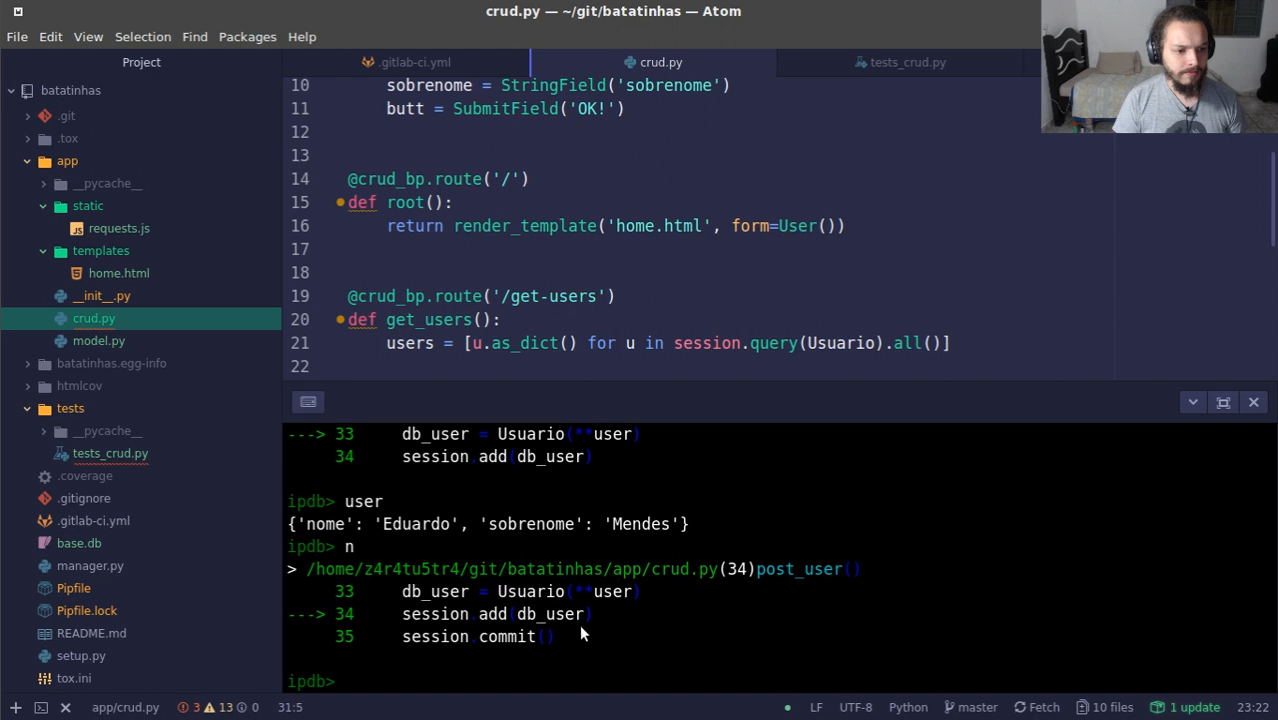 crud.py — ~/git/batatinhas — Atom
File Edit View Selection Find Packages Help
Project
.gitlab-ci.yml
crud.py
tests_crud.py
batatinhas
.git
.tox
app
__pycache__
static
requests.js
templates
home.html
__init__.py
crud.py
model.py
batatinhas.egg-info
htmlcov
tests
__pycache__
tests_crud.py
.coverage
.gitignore
.gitlab-ci.yml
base.db
manager.py
Pipfile
Pipfile.lock
README.md
setup.py
tox.ini
10 sobrenome = StringField('sobrenome')
11 butt = SubmitField('OK!')
12
13
14 @crud_bp.route('/')
15 def root():
16 return render_template('home.html', form=User())
17
18
19 @crud_bp.route('/get-users')
20 def get_users():
21 users = [u.as_dict() for u in session.query(Usuario).all()]
22
---> 33 db_user = Usuario(**user)
34 session.add(db_user)
ipdb> user
{'nome': 'Eduardo', 'sobrenome': 'Mendes'}
ipdb> n
> /home/z4r4tu5tr4/git/batatinhas/app/crud.py(34)post_user()
33 db_user = Usuario(**user)
---> 34 session.add(db_user)
35 session.commit()
ipdb>
app/crud.py 3 13 0 31:5 LF UTF-8 Python master Fetch 10 files 1 update 23:22